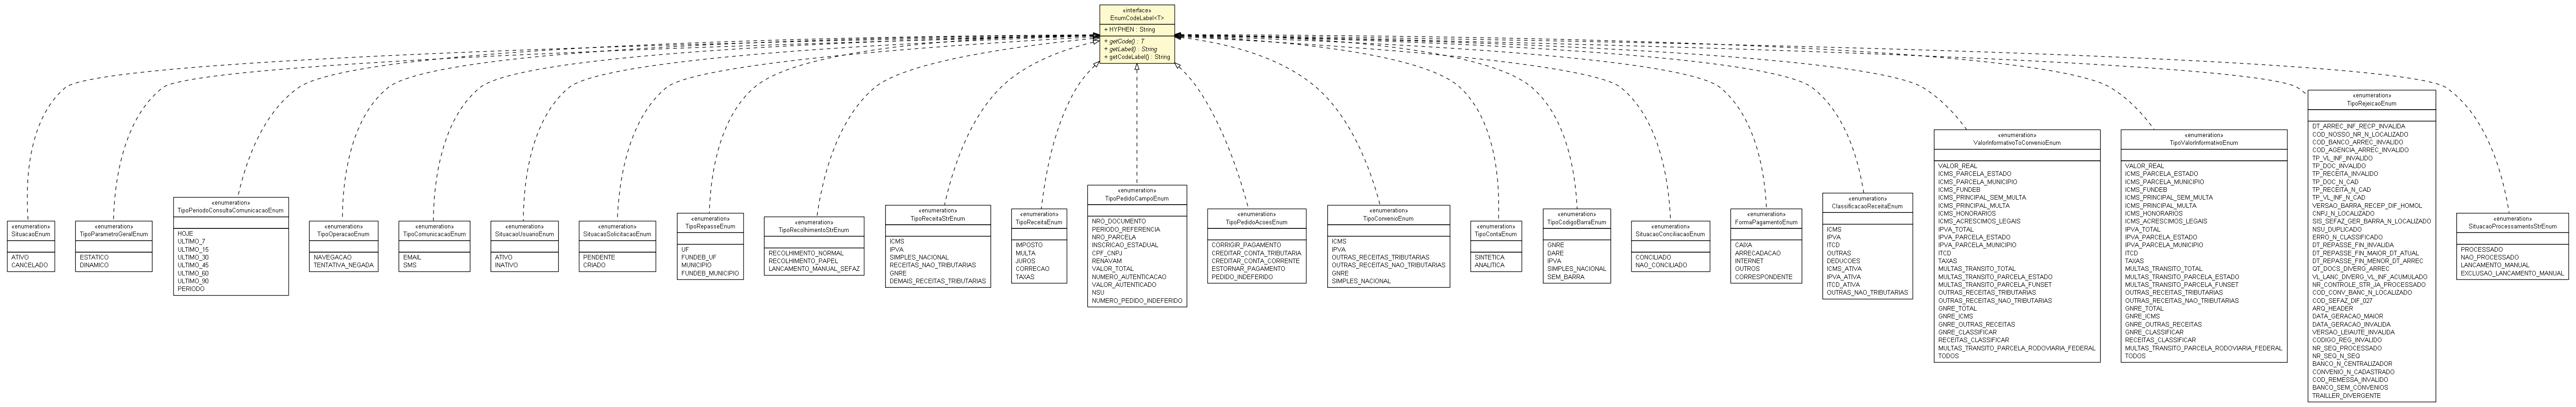 «interface»
EnumCodeLabel<T>
+ HYPHEN : String
+ getCode() : T
+ getLabel() : String
+ getCodeLabel() : String
«enumeration»
SituacaoEnum
ATIVO
CANCELADO
«enumeration»
TipoParametroGeralEnum
ESTATICO
DINAMICO
«enumeration»
TipoPeriodoConsultaComunicacaoEnum
HOJE
ULTIMO_7
ULTIMO_15
ULTIMO_30
ULTIMO_45
ULTIMO_60
ULTIMO_90
PERIODO
«enumeration»
TipoOperacaoEnum
NAVEGACAO
TENTATIVA_NEGADA
«enumeration»
TipoComunicacaoEnum
EMAIL
SMS
«enumeration»
SituacaoUsuarioEnum
ATIVO
INATIVO
«enumeration»
SituacaoSolicitacaoEnum
PENDENTE
CRIADO
«enumeration»
TipoRepasseEnum
UF
FUNDEB_UF
MUNICIPIO
FUNDEB_MUNICIPIO
«enumeration»
TipoRecolhimentoStrEnum
RECOLHIMENTO_NORMAL
RECOLHIMENTO_PAPEL
LANCAMENTO_MANUAL_SEFAZ
«enumeration»
TipoReceitaStrEnum
ICMS
IPVA
SIMPLES_NACIONAL
RECEITAS_NAO_TRIBUTARIAS
GNRE
DEMAIS_RECEITAS_TRIBUTARIAS
«enumeration»
TipoReceitaEnum
IMPOSTO
MULTA
JUROS
CORRECAO
TAXAS
«enumeration»
TipoPedidoCampoEnum
NRO_DOCUMENTO
PERIODO_REFERENCIA
NRO_PARCELA
INSCRICAO_ESTADUAL
CPF_CNPJ
RENAVAM
VALOR_TOTAL
NUMERO_AUTENTICACAO
VALOR_AUTENTICADO
NSU
NUMERO_PEDIDO_INDEFERIDO
«enumeration»
TipoPedidoAcoesEnum
CORRIGIR_PAGAMENTO
CREDITAR_CONTA_TRIBUTARIA
CREDITAR_CONTA_CORRENTE
ESTORNAR_PAGAMENTO
PEDIDO_INDEFERIDO
«enumeration»
TipoConvenioEnum
ICMS
IPVA
OUTRAS_RECEITAS_TRIBUTARIAS
OUTRAS_RECEITAS_NAO_TRIBUTARIAS
GNRE
SIMPLES_NACIONAL
«enumeration»
TipoContaEnum
SINTETICA
ANALITICA
«enumeration»
TipoCodigoBarraEnum
GNRE
DARE
IPVA
SIMPLES_NACIONAL
SEM_BARRA
«enumeration»
SituacaoConciliacaoEnum
CONCILIADO
NAO_CONCILIADO
«enumeration»
FormaPagamentoEnum
CAIXA
ARRECADACAO
INTERNET
OUTROS
CORRESPONDENTE
«enumeration»
ClassificacaoReceitaEnum
ICMS
IPVA
ITCD
OUTRAS
DEDUCOES
ICMS_ATIVA
IPVA_ATIVA
ITCD_ATIVA
OUTRAS_NAO_TRIBUTARIAS
«enumeration»
ValorInformativoToConvenioEnum
VALOR_REAL
ICMS_PARCELA_ESTADO
ICMS_PARCELA_MUNICIPIO
ICMS_FUNDEB
ICMS_PRINCIPAL_SEM_MULTA
ICMS_PRINCIPAL_MULTA
ICMS_HONORARIOS
ICMS_ACRESCIMOS_LEGAIS
IPVA_TOTAL
IPVA_PARCELA_ESTADO
IPVA_PARCELA_MUNICIPIO
ITCD
TAXAS
MULTAS_TRANSITO_TOTAL
MULTAS_TRANSITO_PARCELA_ESTADO
MULTAS_TRANSITO_PARCELA_FUNSET
OUTRAS_RECEITAS_TRIBUTARIAS
OUTRAS_RECEITAS_NAO_TRIBUTARIAS
GNRE_TOTAL
GNRE_ICMS
GNRE_OUTRAS_RECEITAS
GNRE_CLASSIFICAR
RECEITAS_CLASSIFICAR
MULTAS_TRANSITO_PARCELA_RODOVIARIA_FEDERAL
TODOS
«enumeration»
TipoValorInformativoEnum
VALOR_REAL
ICMS_PARCELA_ESTADO
ICMS_PARCELA_MUNICIPIO
ICMS_FUNDEB
ICMS_PRINCIPAL_SEM_MULTA
ICMS_PRINCIPAL_MULTA
ICMS_HONORARIOS
ICMS_ACRESCIMOS_LEGAIS
IPVA_TOTAL
IPVA_PARCELA_ESTADO
IPVA_PARCELA_MUNICIPIO
ITCD
TAXAS
MULTAS_TRANSITO_TOTAL
MULTAS_TRANSITO_PARCELA_ESTADO
MULTAS_TRANSITO_PARCELA_FUNSET
OUTRAS_RECEITAS_TRIBUTARIAS
OUTRAS_RECEITAS_NAO_TRIBUTARIAS
GNRE_TOTAL
GNRE_ICMS
GNRE_OUTRAS_RECEITAS
GNRE_CLASSIFICAR
RECEITAS_CLASSIFICAR
MULTAS_TRANSITO_PARCELA_RODOVIARIA_FEDERAL
TODOS
«enumeration»
TipoRejeicaoEnum
DT_ARREC_INF_RECP_INVALIDA
COD_NOSSO_NR_N_LOCALIZADO
COD_BANCO_ARREC_INVALIDO
COD_AGENCIA_ARREC_INVALIDO
TP_VL_INF_INVALIDO
TP_DOC_INVALIDO
TP_RECEITA_INVALIDO
TP_DOC_N_CAD
TP_RECEITA_N_CAD
TP_VL_INF_N_CAD
VERSAO_BARRA_RECEP_DIF_HOMOL
CNPJ_N_LOCALIZADO
SIS_SEFAZ_GER_BARRA_N_LOCALIZADO
NSU_DUPLICADO
ERRO_N_CLASSIFICADO
DT_REPASSE_FIN_INVALIDA
DT_REPASSE_FIN_MAIOR_DT_ATUAL
DT_REPASSE_FIN_MENOR_DT_ARREC
QT_DOCS_DIVERG_ARREC
VL_LANC_DIVERG_VL_INF_ACUMULADO
NR_CONTROLE_STR_JA_PROCESSADO
COD_CONV_BANC_N_LOCALIZADO
COD_SEFAZ_DIF_027
ARQ_HEADER
DATA_GERACAO_MAIOR
DATA_GERACAO_INVALIDA
VERSAO_LEIAUTE_INVALIDA
CODIGO_REG_INVALIDO
NR_SEQ_PROCESSADO
NR_SEQ_N_SEQ
BANCO_N_CENTRALIZADOR
CONVENIO_N_CADASTRADO
COD_REMESSA_INVALIDO
BANCO_SEM_CONVENIOS
TRAILLER_DIVERGENTE
«enumeration»
SituacaoProcessamentoStrEnum
PROCESSADO
NAO_PROCESSADO
LANCAMENTO_MANUAL
EXCLUSAO_LANCAMENTO_MANUAL